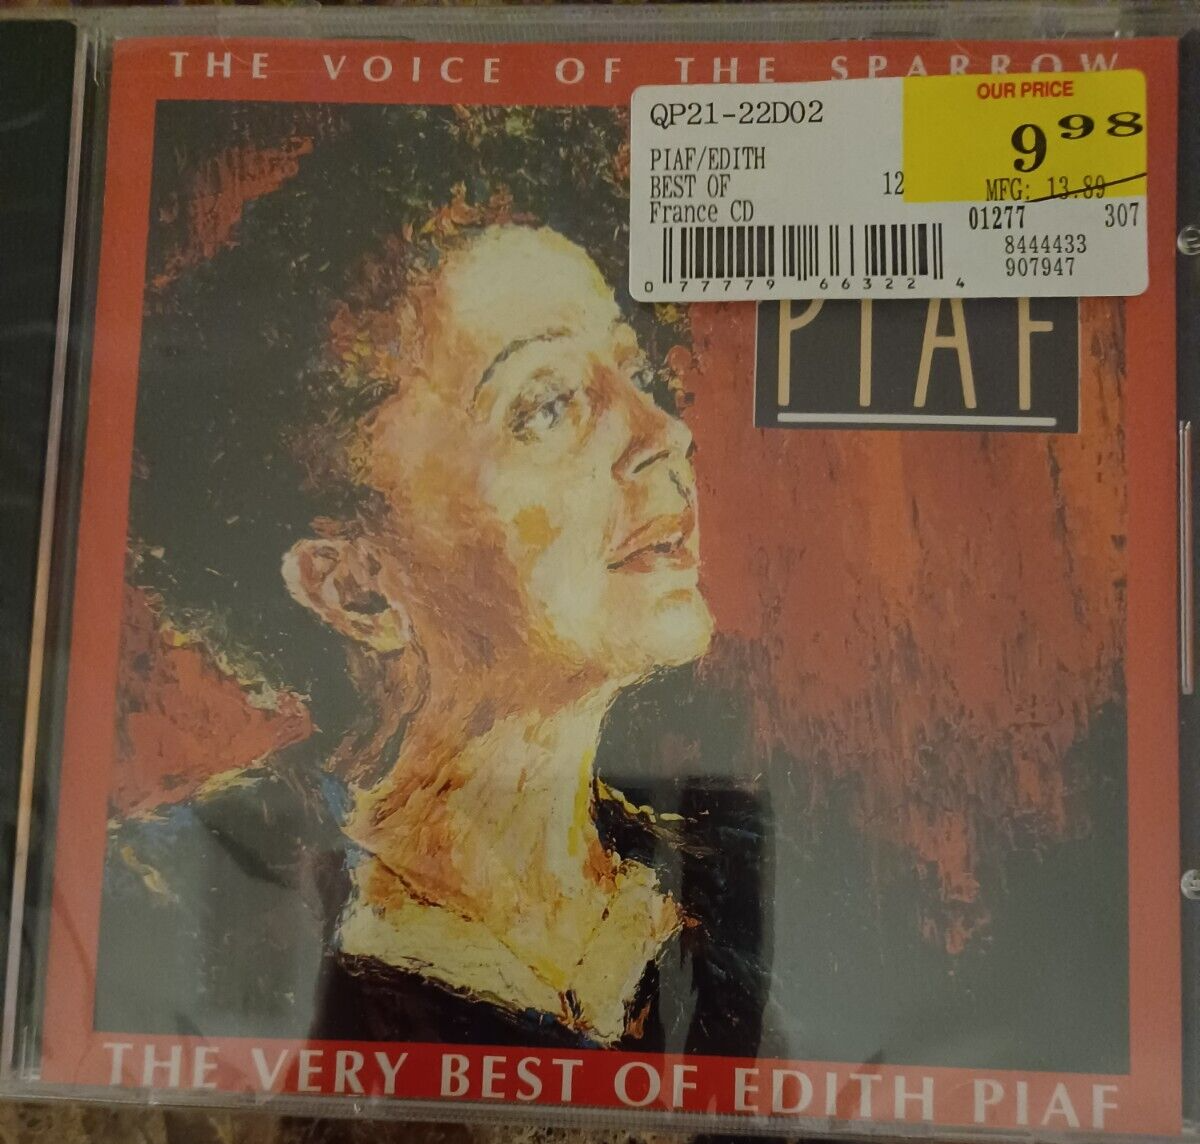 THE VOICE OF THE SPARROW
QP21-22D02
OUR PRICE
9 98
PIAF/EDITH
BEST OF 12
MFG: 13.89
France CD
01277 307
8444433
907947
0 77779 66322 4
PIAF
THE VERY BEST OF EDITH PIAF